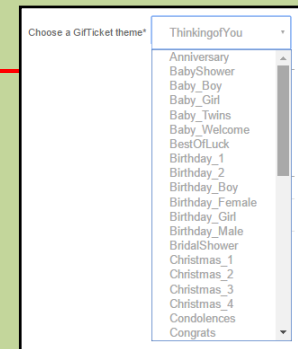 Choose a GifTicket theme* ThinkingofYou
Anniversary
BabyShower
Baby_Boy
Baby_Girl
Baby_Twins
Baby_Welcome
BestOfLuck
Birthday_1
Birthday_2
Birthday_Boy
Birthday_Female
Birthday_Girl
Birthday_Male
BridalShower
Christmas_1
Christmas_2
Christmas_3
Christmas_4
Condolences
Congrats